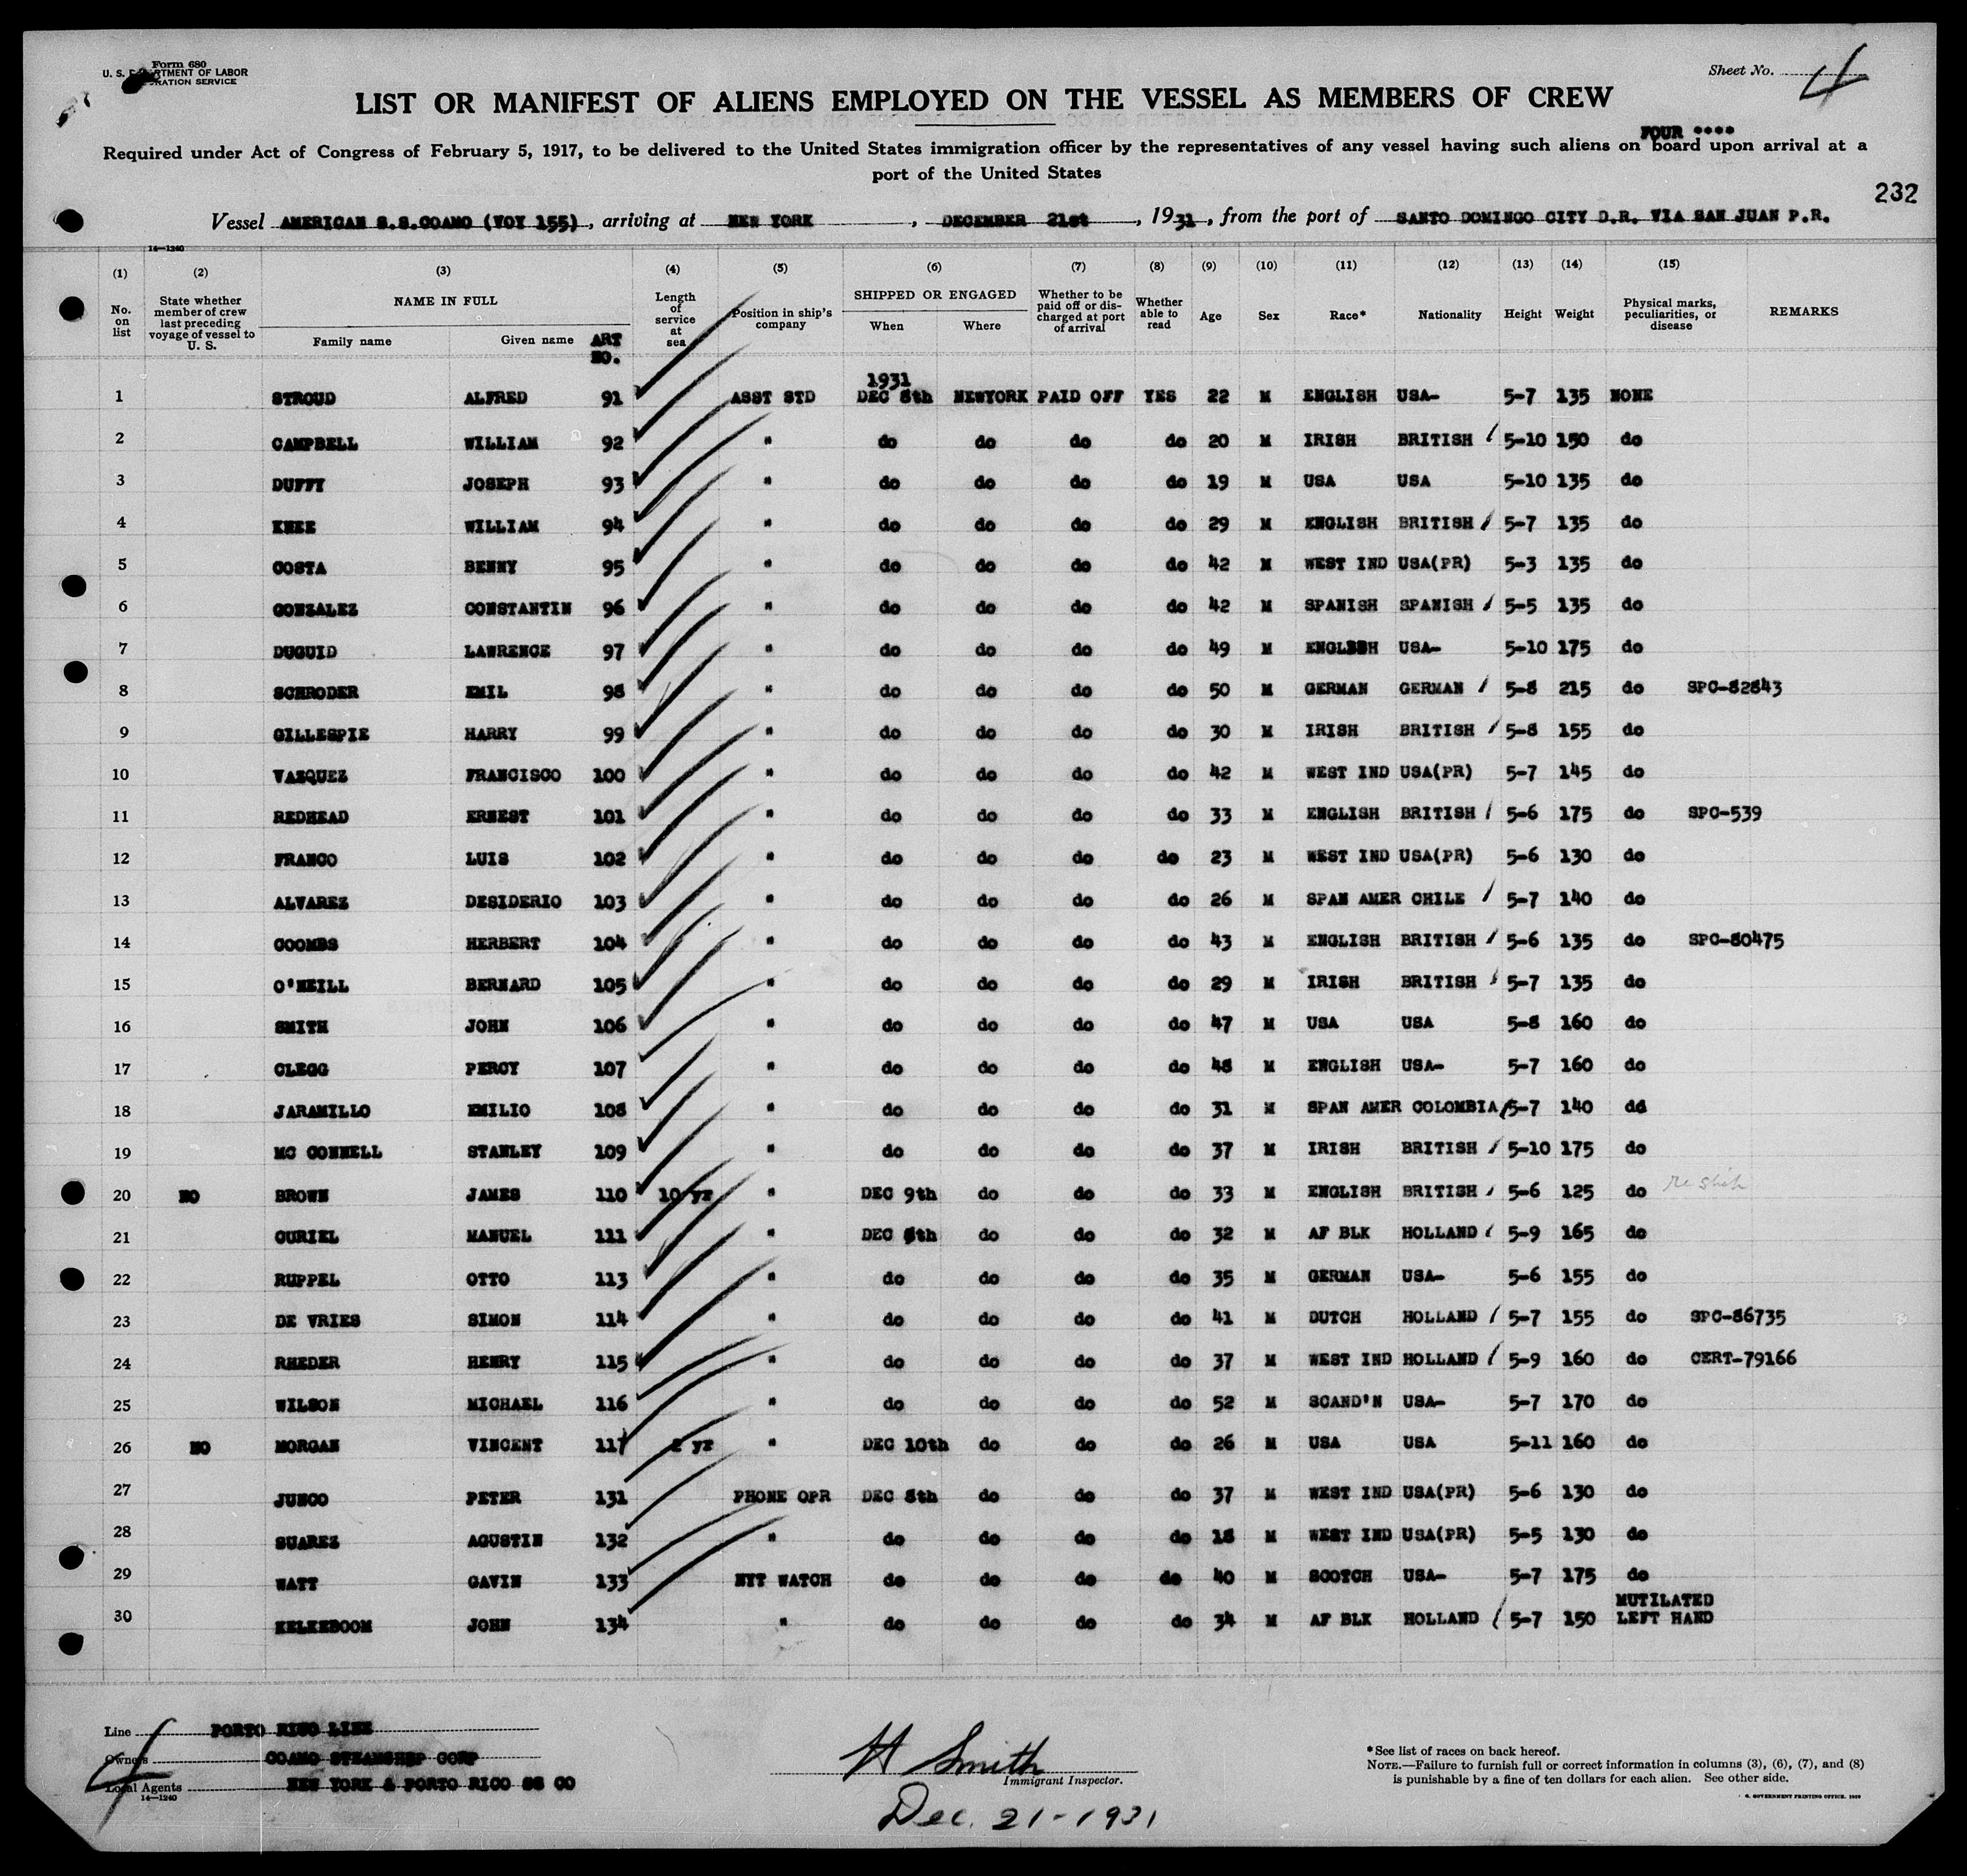 Form 680
U. S. DEPARTMENT OF LABOR
IMMIGRATION SERVICE
Sheet No. 4
LIST OR MANIFEST OF ALIENS EMPLOYED ON THE VESSEL AS MEMBERS OF CREW
FOUR ****
Required under Act of Congress of February 5, 1917, to be delivered to the United States immigration officer by the representatives of any vessel having such aliens on board upon arrival at a
port of the United States
232
Vessel AMERICAN S.S.COAMO (VOY 155), arriving at NEW YORK, DECEMBER 21st, 1931, from the port of SANTO DOMINGO CITY D.R. VIA SAN JUAN P.R.
14—1240
(1) (2) (3) (4) (5) (6) (7) (8) (9) (10) (11) (12) (13) (14) (15)
No. on list State whether member of crew last preceding voyage of vessel to U. S. NAME IN FULL Family name Given name ART NO. Length of service at sea Position in ship's company SHIPPED OR ENGAGED When Where Whether to be paid off or discharged at port of arrival Whether able to read Age Sex Race* Nationality Height Weight Physical marks, peculiarities, or disease REMARKS
1931
1 STROUD ALFRED 91 ASST STD DEC 8th NEWYORK PAID OFF YES 22 M ENGLISH USA- 5-7 135 NONE
2 CAMPBELL WILLIAM 92 " do do do do 20 M IRISH BRITISH 5-10 150 do
3 DUFFY JOSEPH 93 " do do do do 19 M USA USA 5-10 135 do
4 KNEE WILLIAM 94 " do do do do 29 M ENGLISH BRITISH 5-7 135 do
5 COSTA BENNY 95 " do do do do 42 M WEST IND USA(PR) 5-3 135 do
6 GONZALEZ CONSTANTIN 96 " do do do do 42 M SPANISH SPANISH 5-5 135 do
7 DUGUID LAWRENCE 97 " do do do do 49 M ENGLISH USA- 5-10 175 do
8 SCHRODER EMIL 98 " do do do do 50 M GERMAN GERMAN 5-8 215 do SPC-82843
9 GILLESPIE HARRY 99 " do do do do 30 M IRISH BRITISH 5-8 155 do
10 VAZQUEZ FRANCISCO 100 " do do do do 42 M WEST IND USA(PR) 5-7 145 do
11 REDHEAD ERNEST 101 " do do do do 33 M ENGLISH BRITISH 5-6 175 do SPC-539
12 FRANCO LUIS 102 " do do do do 23 M WEST IND USA(PR) 5-6 130 do
13 ALVAREZ DESIDERIO 103 " do do do do 26 M SPAN AMER CHILE 5-7 140 do
14 COOMBS HERBERT 104 " do do do do 43 M ENGLISH BRITISH 5-6 135 do SPC-80475
15 O'NEILL BERNARD 105 " do do do do 29 M IRISH BRITISH 5-7 135 do
16 SMITH JOHN 106 " do do do do 47 M USA USA 5-8 160 do
17 CLEGG PERCY 107 " do do do do 48 M ENGLISH USA- 5-7 160 do
18 JARAMILLO EMILIO 108 " do do do do 31 M SPAN AMER COLOMBIA 5-7 140 do
19 MC CONNELL STANLEY 109 " do do do do 37 M IRISH BRITISH 5-10 175 do
20 NO BROWN JAMES 110 10 yr " DEC 9th do do do 33 M ENGLISH BRITISH 5-6 125 do
21 CURIEL MANUEL 111 " DEC 8th do do do 32 M AF BLK HOLLAND 5-9 165 do
22 RUPPEL OTTO 113 " do do do do 35 M GERMAN USA- 5-6 155 do
23 DE VRIES SIMON 114 " do do do do 41 M DUTCH HOLLAND 5-7 155 do SPC-86735
24 RHEDER HENRY 115 " do do do do 37 M WEST IND HOLLAND 5-9 160 do CERT-79166
25 WILSON MICHAEL 116 " do do do do 52 M SCAND'N USA- 5-7 170 do
26 NO MORGAN VINCENT 117 yr " DEC 10th do do do 26 M USA USA 5-11 160 do
27 JUNCO PETER 131 PHONE OPR DEC 8th do do do 37 M WEST IND USA(PR) 5-6 130 do
28 SUAREZ AGUSTIN 132 " do do do do 18 M WEST IND USA(PR) 5-5 130 do
29 WATT GAVIN 133 NYT WATCH do do do do 40 M SCOTCH USA- 5-7 175 do
30 KELKEBOOM JOHN 134 " do do do do 34 M AF BLK HOLLAND 5-7 150 MUTILATED LEFT HAND
Line PORTO RICO LINE
Owners COAMO STEAMSHIP CORP
Local Agents NEW YORK & PORTO RICO SS CO
14—1240
4
H Smith
Immigrant Inspector.
Dec. 21-1931
*See list of races on back hereof.
NOTE.—Failure to furnish full or correct information in columns (3), (6), (7), and (8)
is punishable by a fine of ten dollars for each alien. See other side.
GOVERNMENT PRINTING OFFICE